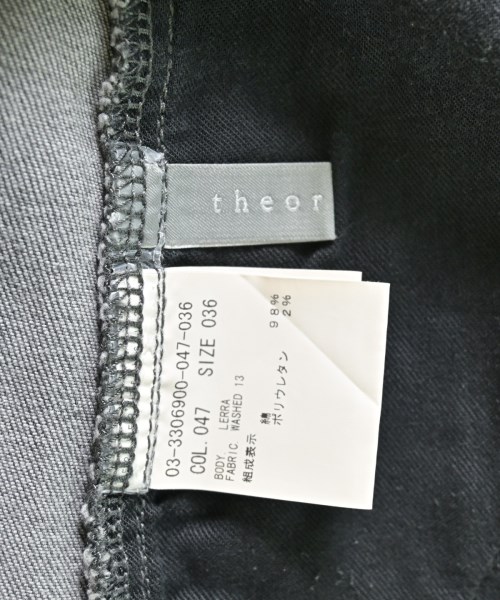 theor
03-3306900-047-036
COL. 047 SIZE 036
BODY LERRA
FABRIC WASHED 13
組成表示
綿 98%
ポリウレタン 2%